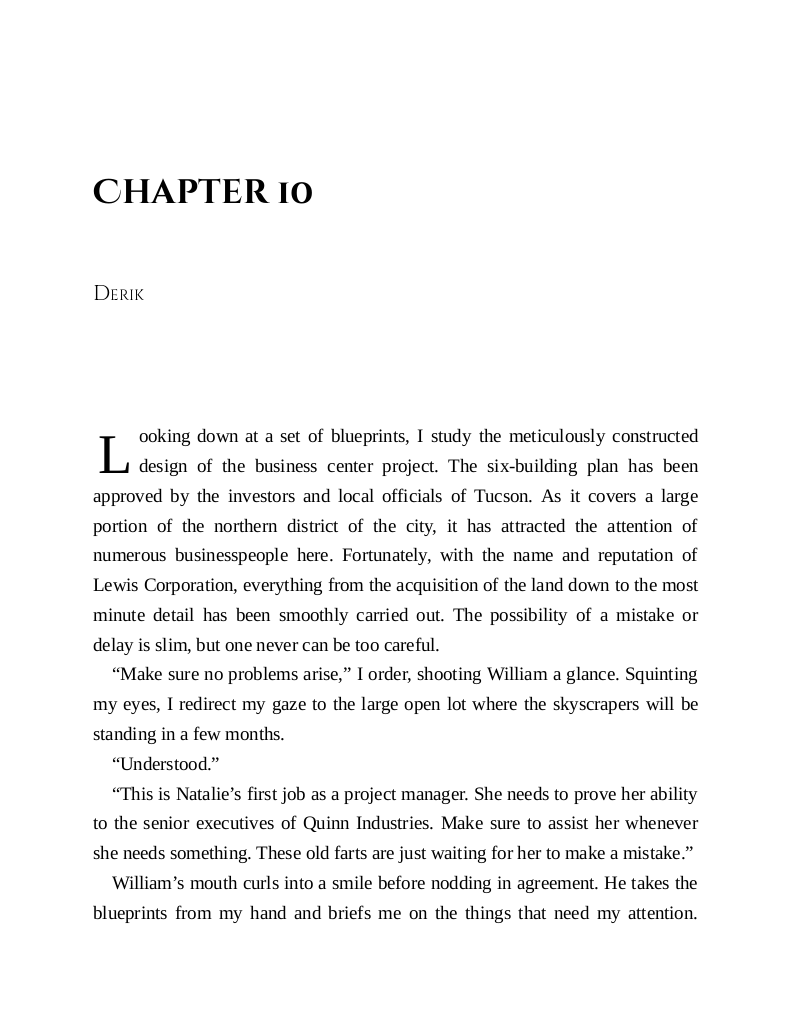 Chapter 10
Derik
Looking down at a set of blueprints, I study the meticulously constructed
design of the business center project. The six-building plan has been
approved by the investors and local officials of Tucson. As it covers a large
portion of the northern district of the city, it has attracted the attention of
numerous businesspeople here. Fortunately, with the name and reputation of
Lewis Corporation, everything from the acquisition of the land down to the most
minute detail has been smoothly carried out. The possibility of a mistake or
delay is slim, but one never can be too careful.
“Make sure no problems arise,” I order, shooting William a glance. Squinting
my eyes, I redirect my gaze to the large open lot where the skyscrapers will be
standing in a few months.
“Understood.”
“This is Natalie’s first job as a project manager. She needs to prove her ability
to the senior executives of Quinn Industries. Make sure to assist her whenever
she needs something. These old farts are just waiting for her to make a mistake.”
William’s mouth curls into a smile before nodding in agreement. He takes the
blueprints from my hand and briefs me on the things that need my attention.